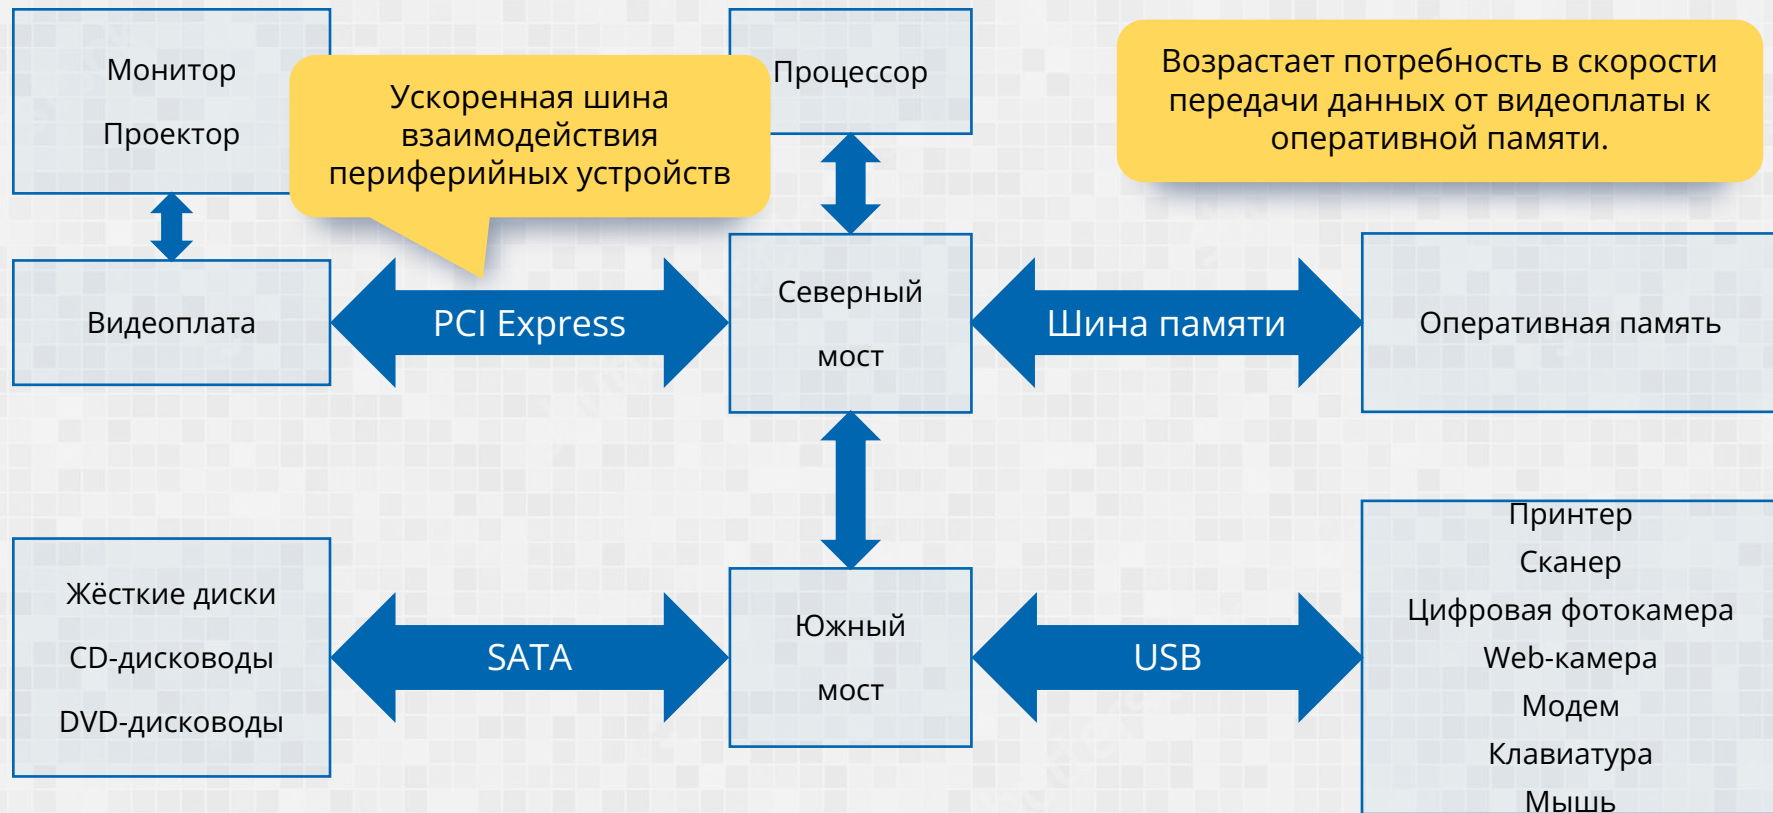 Монитор
Проектор
Ускоренная шина
взаимодействия
периферийных устройств
Процессор
Возрастает потребность в скорости
передачи данных от видеоплаты к
оперативной памяти.
Видеоплата
PCI Express
Северный
мост
Шина памяти
Оперативная память
Жёсткие диски
CD-дисководы
DVD-дисководы
SATA
Южный
мост
USB
Принтер
Сканер
Цифровая фотокамера
Web-камера
Модем
Клавиатура
Мышь